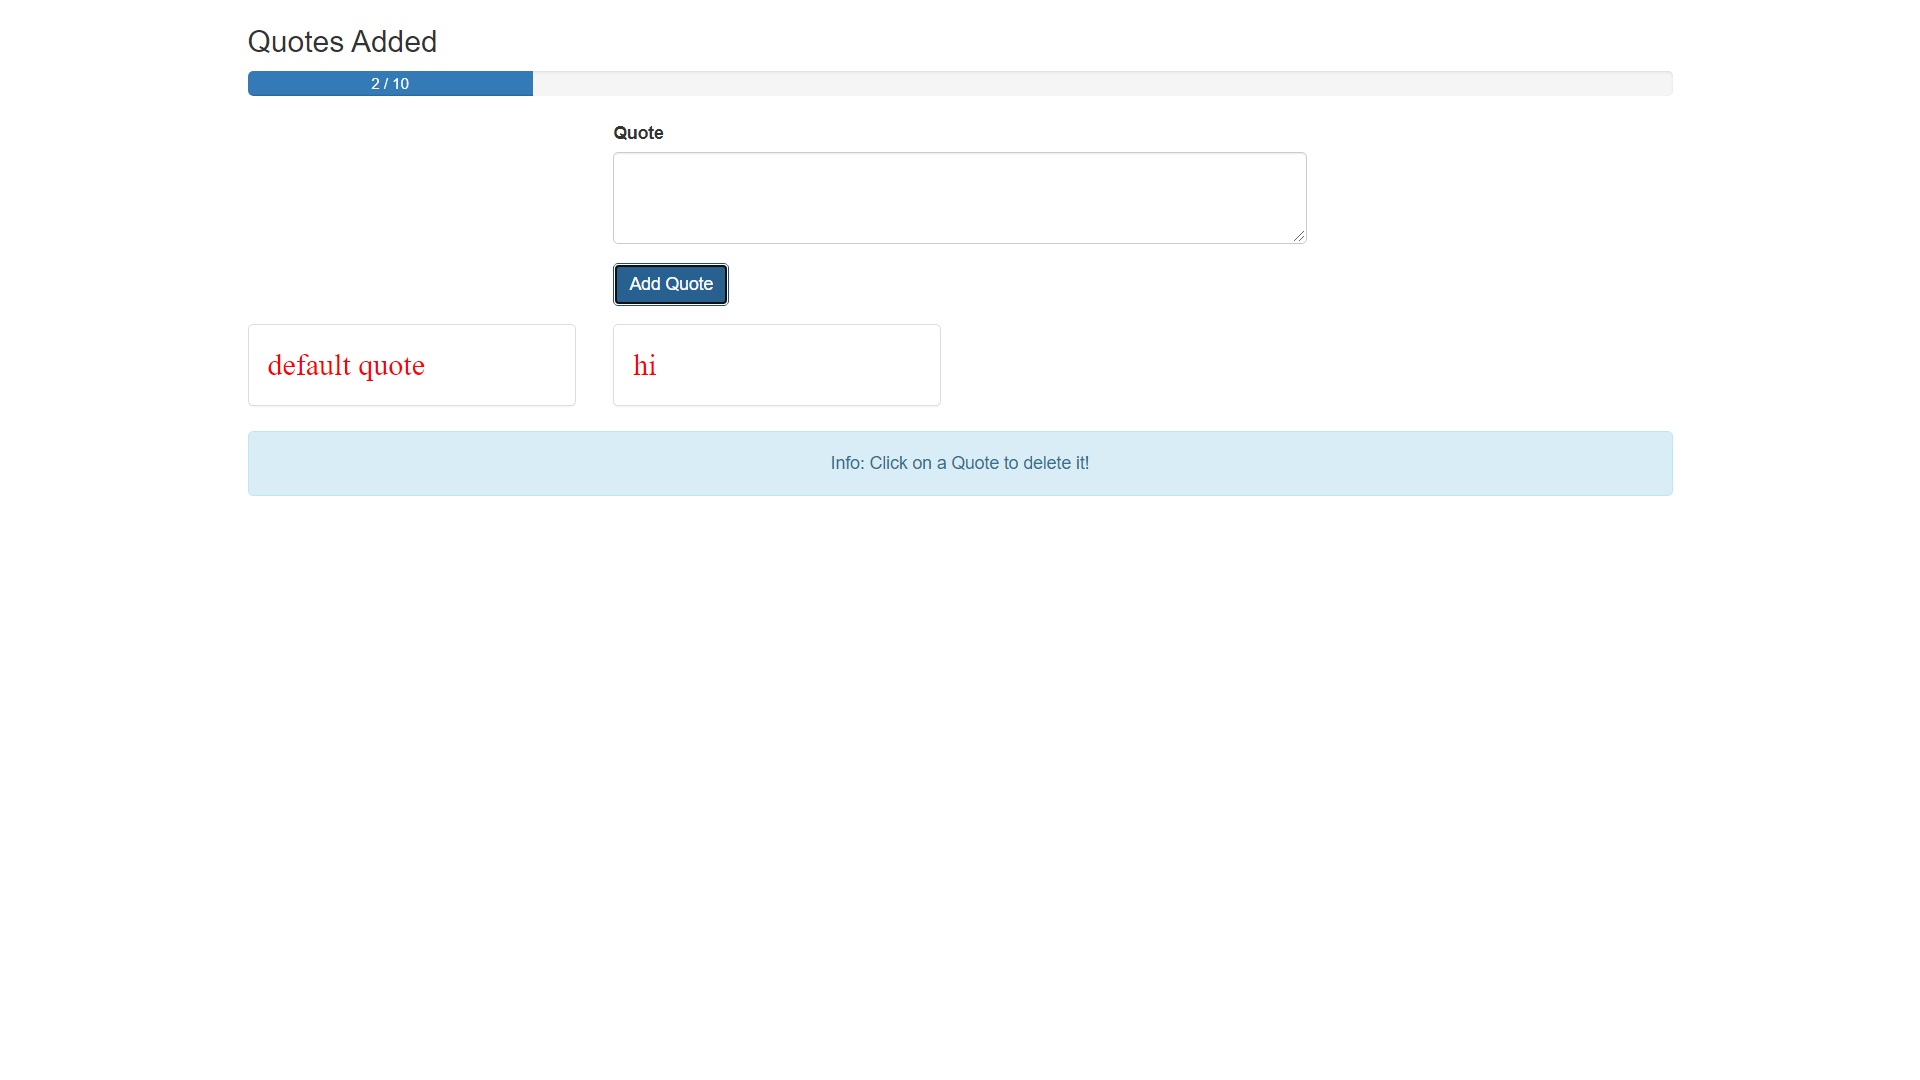 Quotes Added
2 / 10
Quote
Add Quote
default quote
hi
Info: Click on a Quote to delete it!